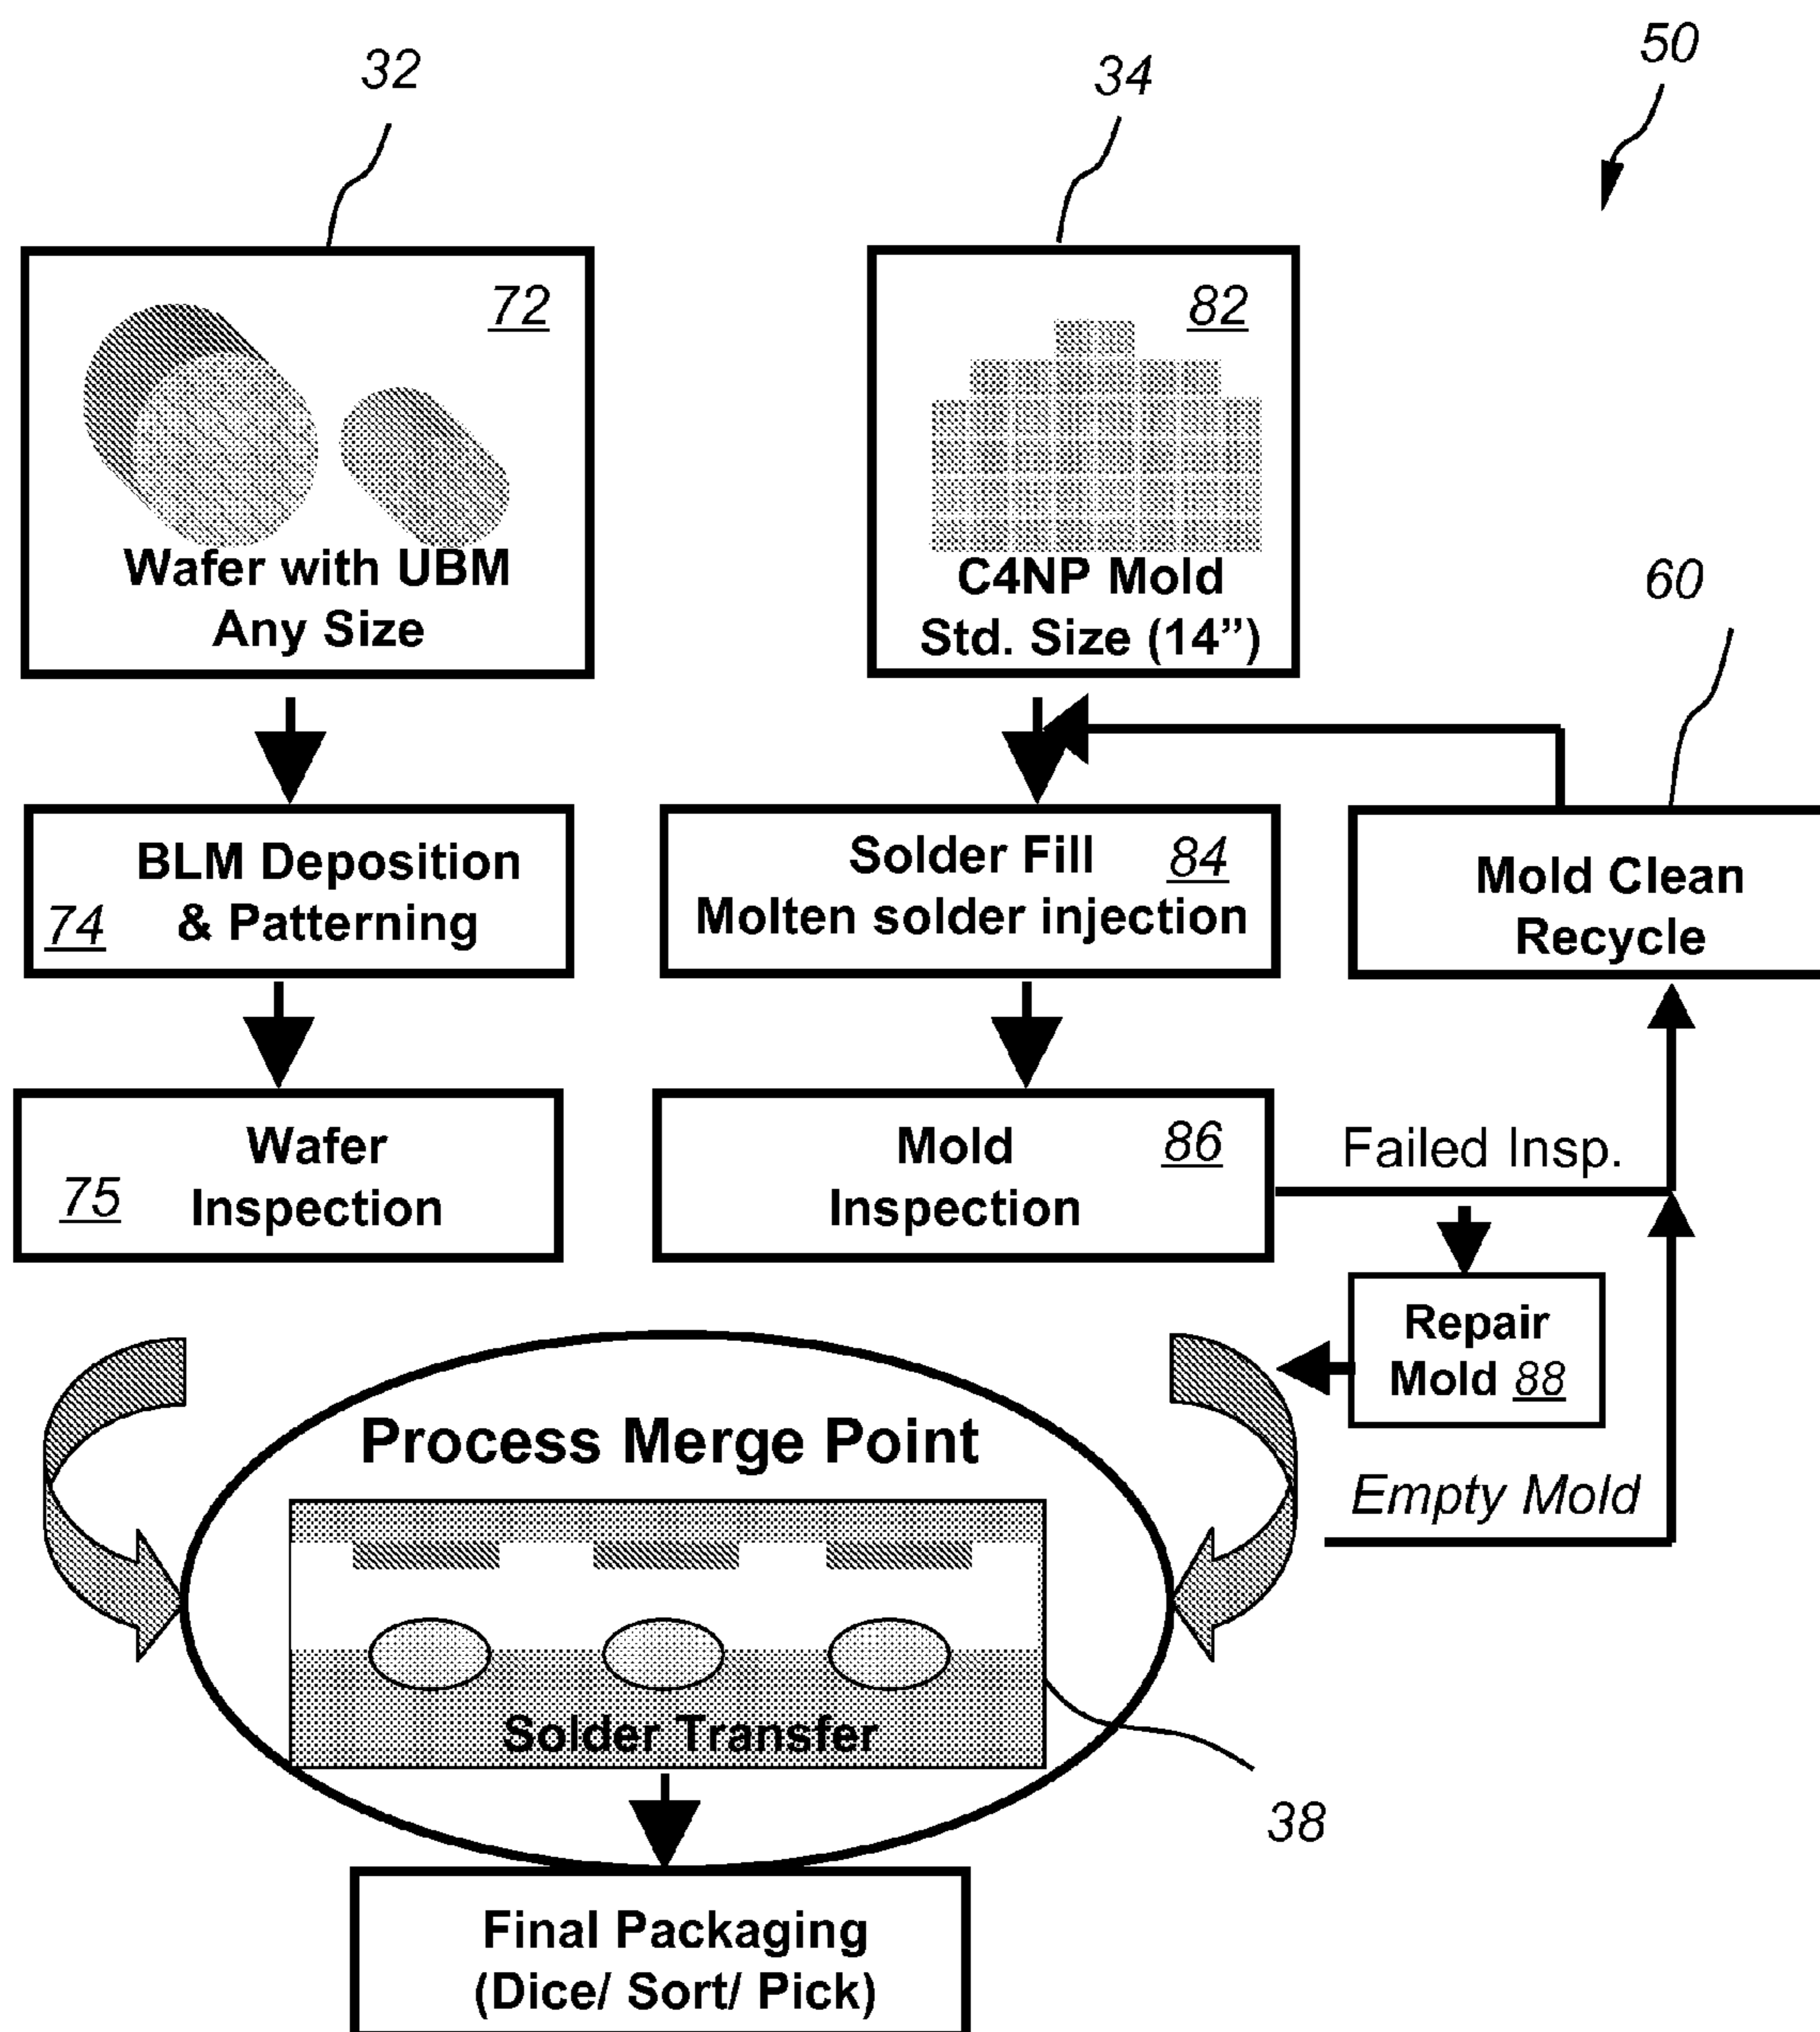 32
34
50
72
Wafer with UBM
Any Size
82
C4NP Mold
Std. Size (14”)
60
BLM Deposition
& Patterning
74
Solder Fill
84
Molten solder injection
Mold Clean
Recycle
Wafer
Inspection
75
Mold
86
Inspection
Failed Insp.
Repair
Mold 88
Empty Mold
Process Merge Point
Solder Transfer
38
Final Packaging
(Dice/ Sort/ Pick)